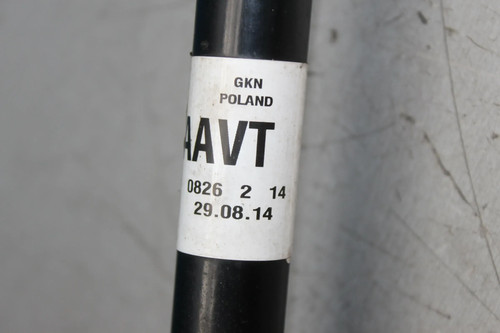 GKN
POLAND
AAVT
0826 2 14
29.08.14